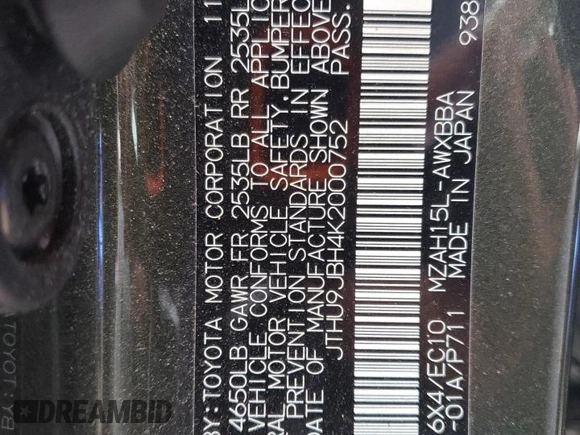 BY:TOYOTA MOTOR CORPORATION 11
4650LB GAWR FR 2535LB RR 2535L
VEHICLE CONFORMS TO ALL APPLIC
RAL MOTOR VEHICLE SAFETY, BUMPER
PREVENTION STANDARDS IN EFFEC
DATE OF MANUFACTURE SHOWN ABOVE
JTHU9JBH4K2000752 PASS.
6X4/EC10 MZAH15L-AWXBBA
-01A/P711 MADE IN JAPAN 938
DREAMBID